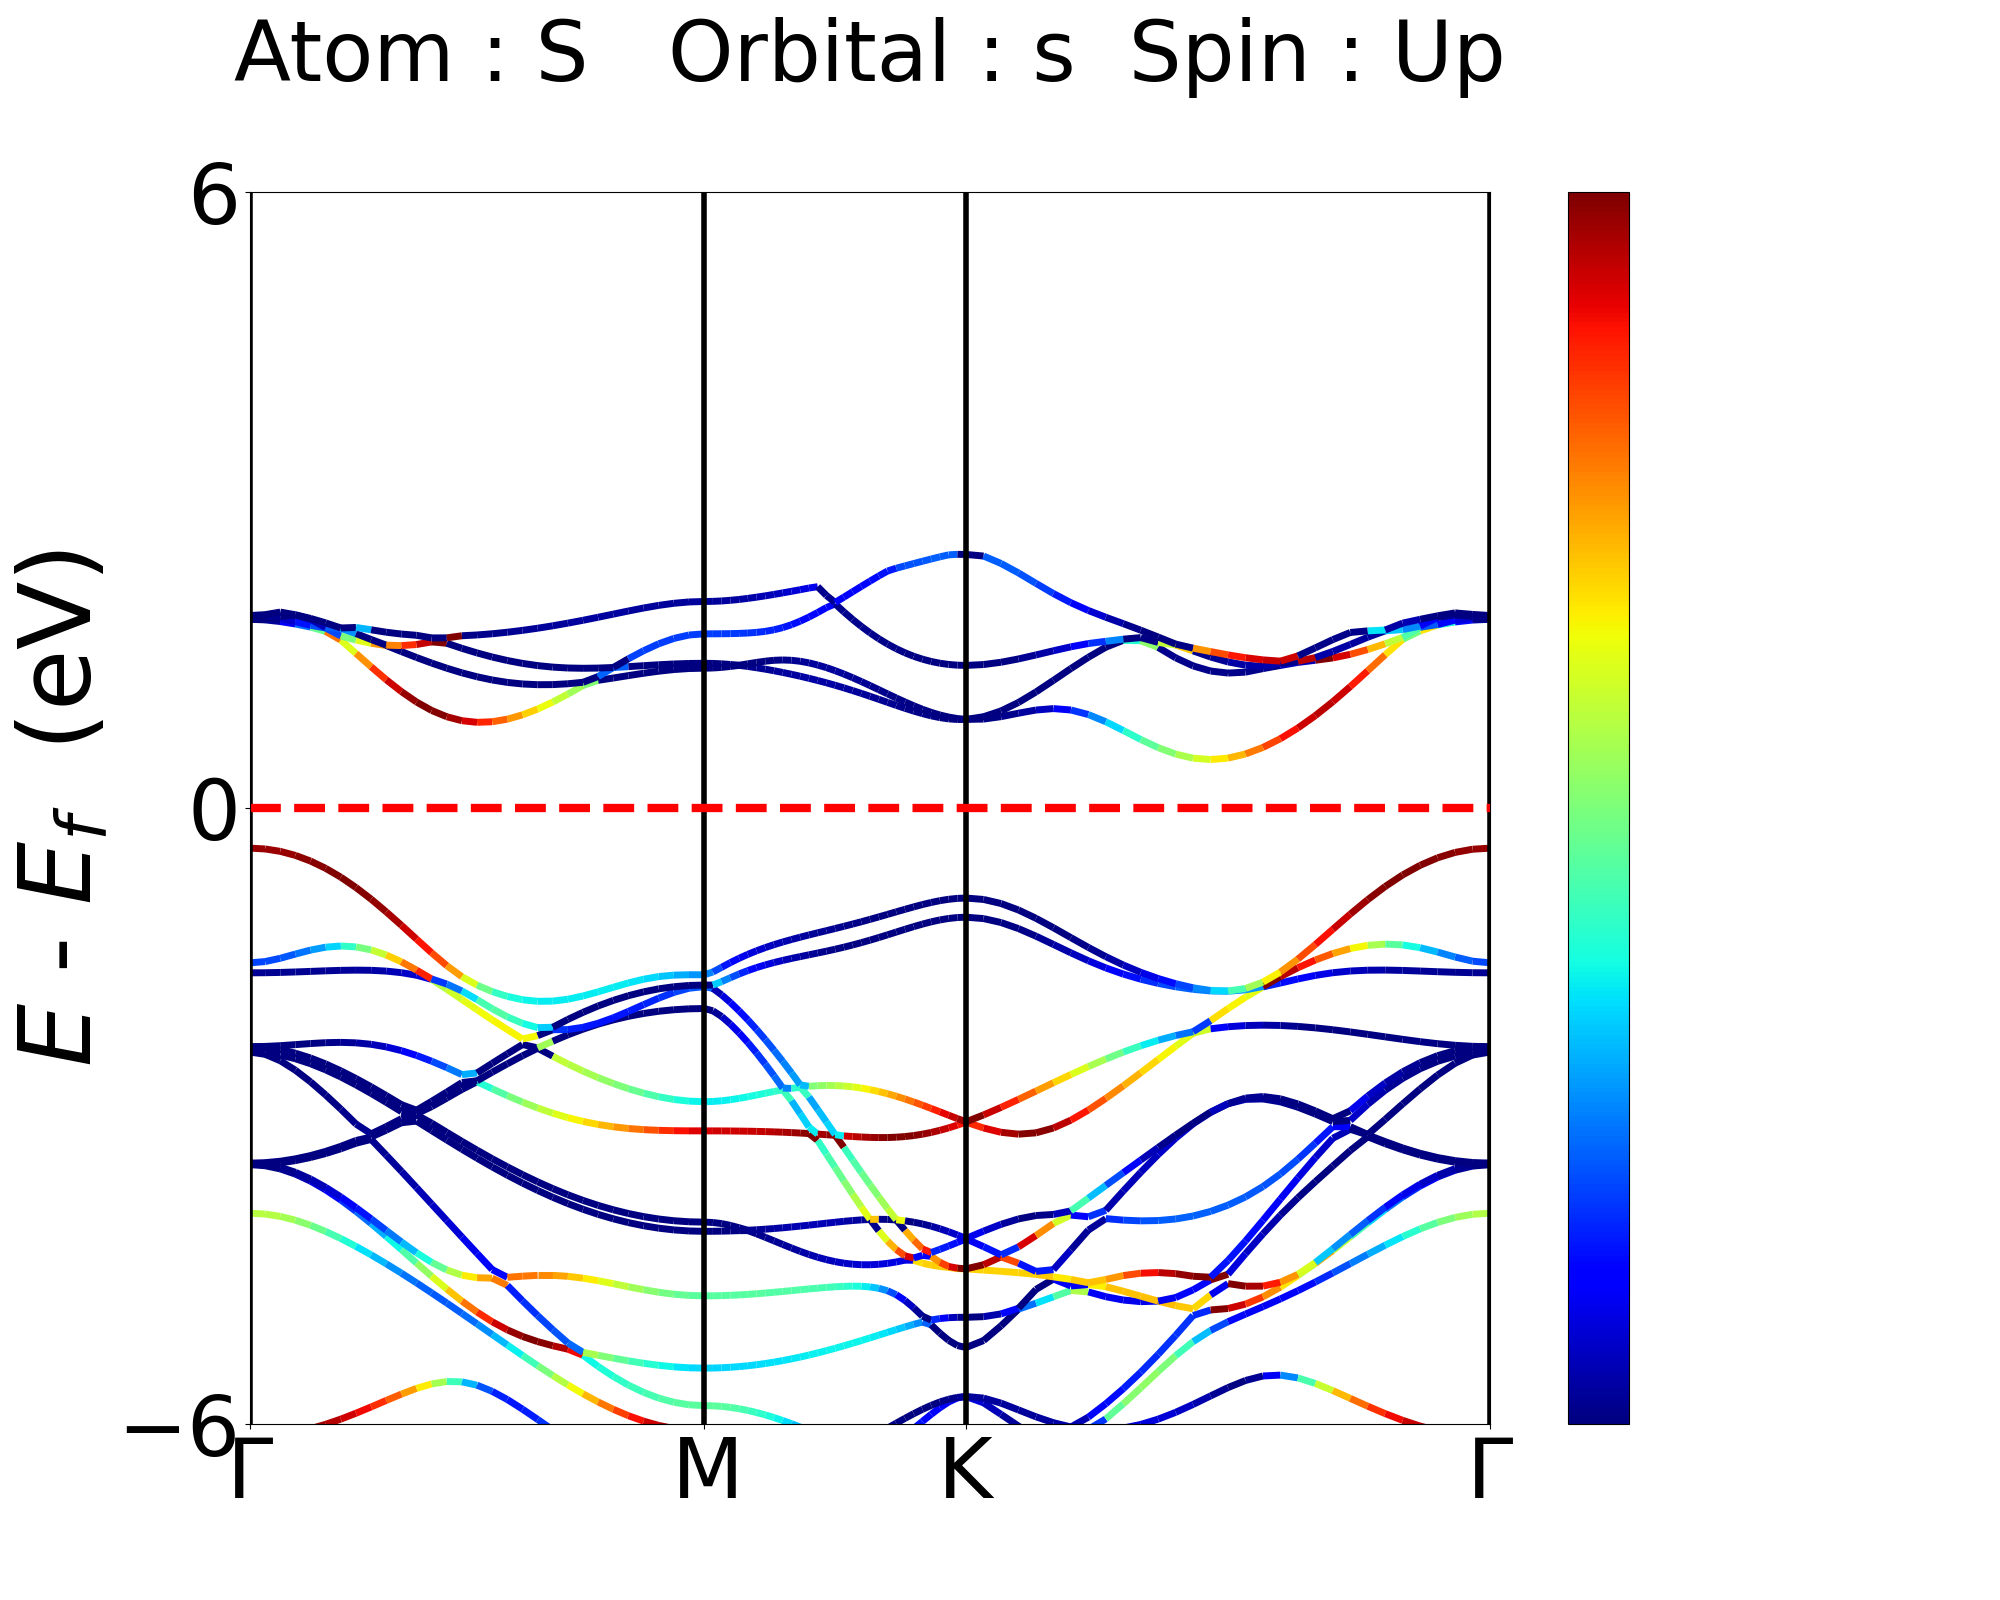 Atom : S Orbital : s Spin : Up
6
0
−6
E - E_f (eV)
Γ M K Γ